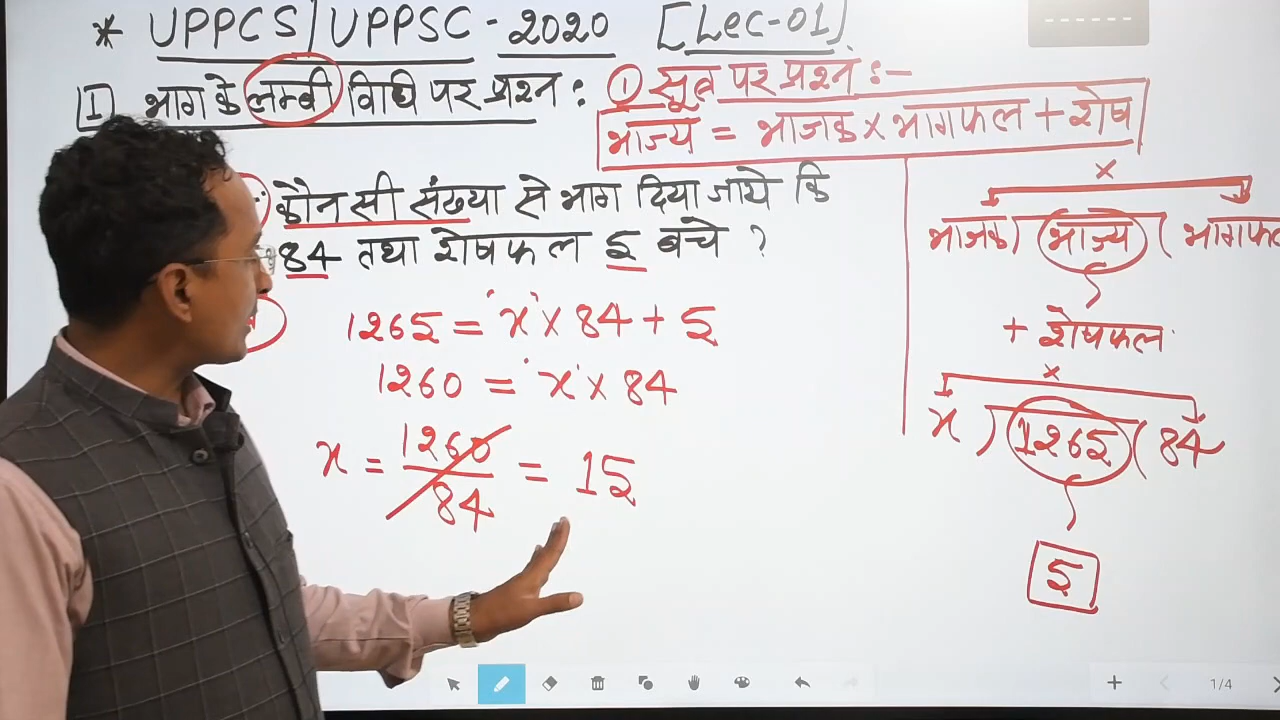 * UPPCS/UPPSC - 2020 [Lec-01]
I भाग के लम्बी विधि पर प्रश्न :
① सूत्र पर प्रश्न :-
भाज्य = भाजक × भागफल + शेष
कौन सी संख्या से भाग दिया जाये कि
84 तथा शेषफल 5 बचे ?
1265 = x × 84 + 5
1260 = x × 84
x = 1260/84 = 15
×
भाजक) भाज्य ( भागफल
+ शेषफल
×
x ) 1265 ( 84
5
1/4